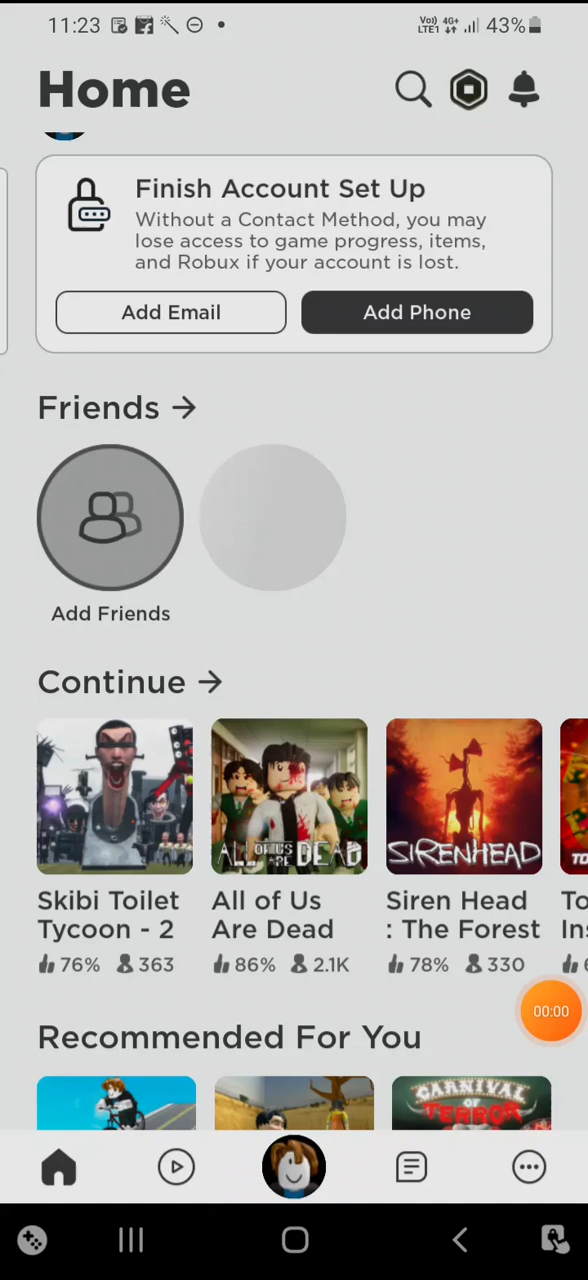 11:23
Vo)) 4G+
LTE1
43%
Home
Finish Account Set Up
Without a Contact Method, you may
lose access to game progress, items,
and Robux if your account is lost.
Add Email
Add Phone
Friends →
Add Friends
Continue →
ALL OF US ARE DEAD
SIRENHEAD
Skibi Toilet
Tycoon - 2
76% 363
All of Us
Are Dead
86% 2.1K
Siren Head
: The Forest
78% 330
00:00
Recommended For You
CARNIVAL
OF
TERROR